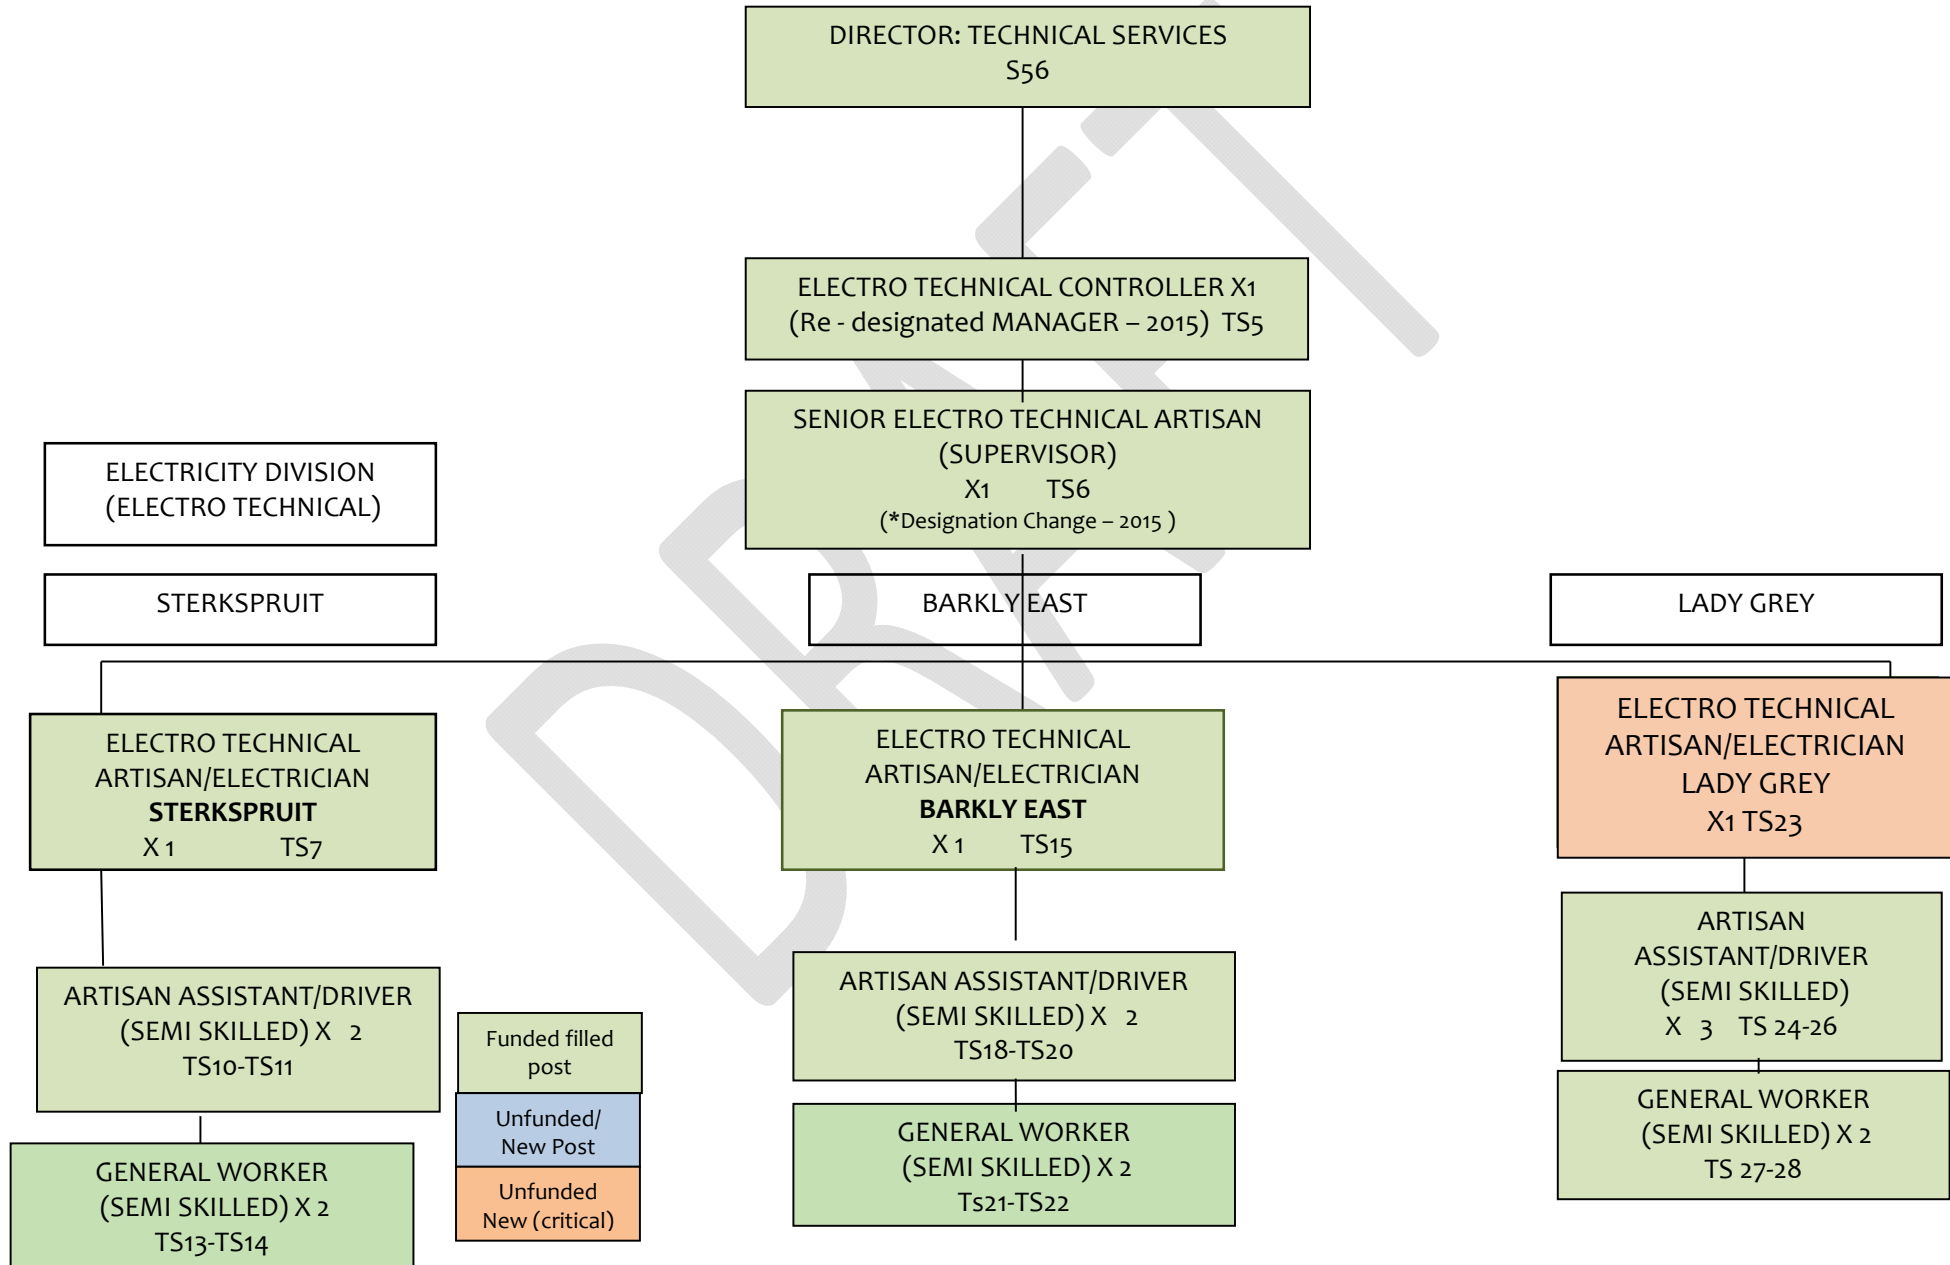 DIRECTOR: TECHNICAL SERVICES
S56
ELECTRO TECHNICAL CONTROLLER X1
(Re - designated MANAGER – 2015) TS5
SENIOR ELECTRO TECHNICAL ARTISAN
(SUPERVISOR)
X1 TS6
(*Designation Change – 2015 )
ELECTRICITY DIVISION
(ELECTRO TECHNICAL)
STERKSPRUIT
BARKLY EAST
LADY GREY
ELECTRO TECHNICAL
ARTISAN/ELECTRICIAN
STERKSPRUIT
X 1 TS7
ELECTRO TECHNICAL
ARTISAN/ELECTRICIAN
BARKLY EAST
X 1 TS15
ELECTRO TECHNICAL
ARTISAN/ELECTRICIAN
LADY GREY
X1 TS23
ARTISAN ASSISTANT/DRIVER
(SEMI SKILLED) X 2
TS10-TS11
GENERAL WORKER
(SEMI SKILLED) X 2
TS13-TS14
Funded filled
post
Unfunded/
New Post
Unfunded
New (critical)
ARTISAN ASSISTANT/DRIVER
(SEMI SKILLED) X 2
TS18-TS20
GENERAL WORKER
(SEMI SKILLED) X 2
Ts21-TS22
ARTISAN
ASSISTANT/DRIVER
(SEMI SKILLED)
X 3 TS 24-26
GENERAL WORKER
(SEMI SKILLED) X 2
TS 27-28
DRAFT